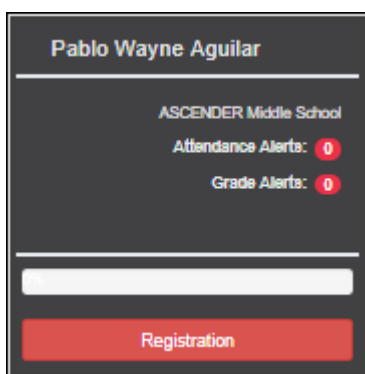 Pablo Wayne Aguilar
ASCENDER Middle School
Attendance Alerts: 0
Grade Alerts: 0
Registration